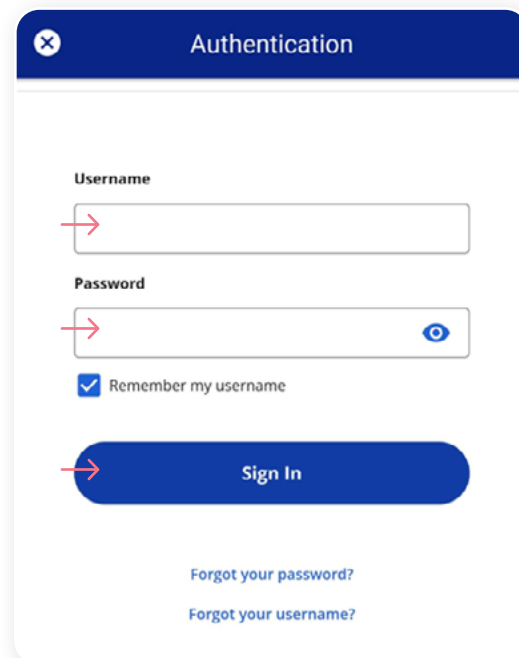 Authentication
Username
Password
Remember my username
Sign In
Forgot your password?
Forgot your username?